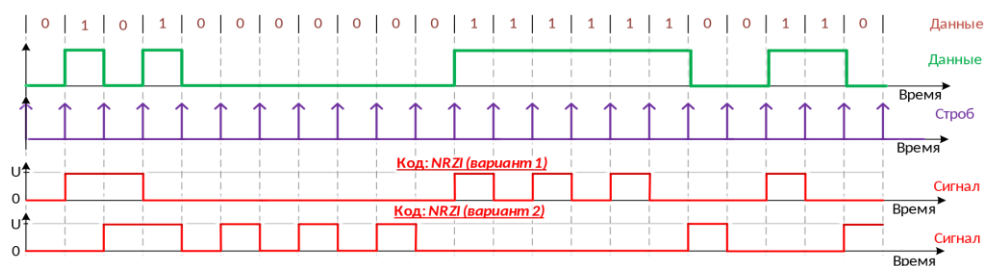 0 1 0 1 0 0 0 0 0 0 0 1 1 1 1 1 1 0 0 1 1 0 Данные
Данные
Время
Строб
Время
Код: NRZI (вариант 1)
U
Сигнал
0
Время
Код: NRZI (вариант 2)
U
Сигнал
0
Время